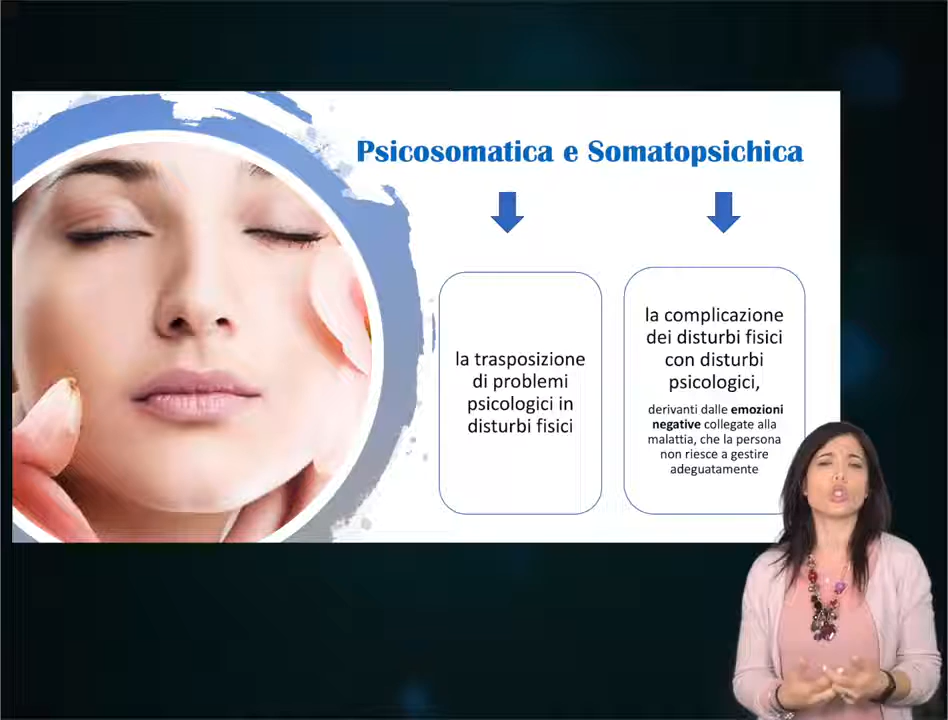 Psicosomatica e Somatopsichica
la trasposizione
di problemi
psicologici in
disturbi fisici
la complicazione
dei disturbi fisici
con disturbi
psicologici,
derivanti dalle emozioni
negative collegate alla
malattia, che la persona
non riesce a gestire
adeguatamente